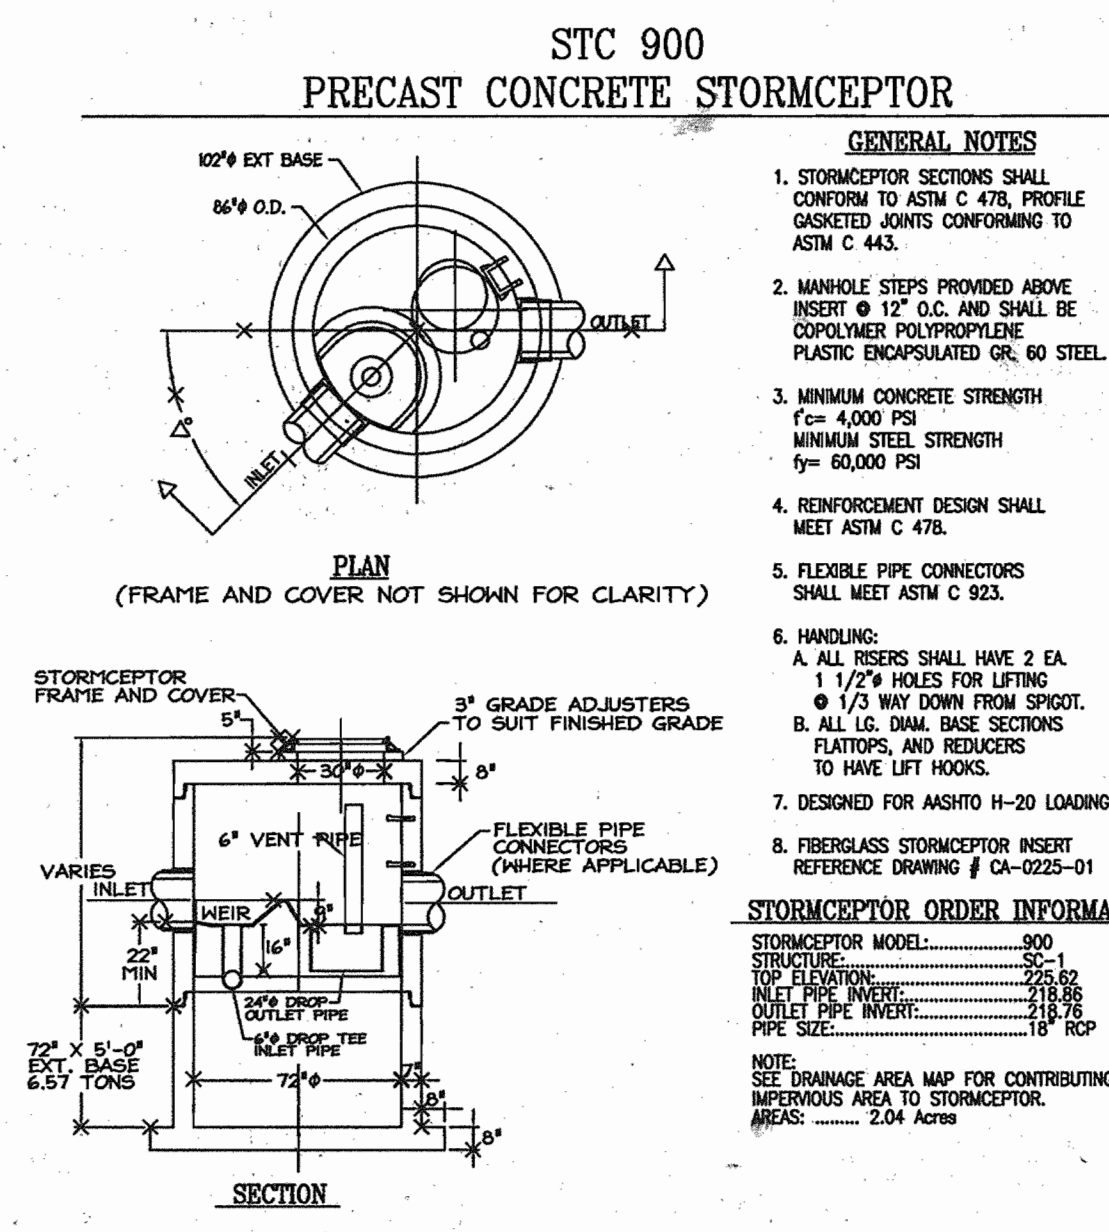 STC 900
PRECAST CONCRETE STORMCEPTOR
102"ϕ EXT BASE
86"ϕ O.D.
OUTLET
Δ°
INLET
PLAN
(FRAME AND COVER NOT SHOWN FOR CLARITY)
STORMCEPTOR
FRAME AND COVER
5"
3" GRADE ADJUSTERS
TO SUIT FINISHED GRADE
30"ϕ
8"
6" VENT PIPE
FLEXIBLE PIPE
CONNECTORS
(WHERE APPLICABLE)
VARIES
INLET
OUTLET
WEIR
16"
22"
MIN
24"ϕ DROP
OUTLET PIPE
6"ϕ DROP TEE
INLET PIPE
72" X 5'-0"
EXT. BASE
6.57 TONS
72"ϕ
7"
8"
8"
SECTION
GENERAL NOTES
1. STORMCEPTOR SECTIONS SHALL
CONFORM TO ASTM C 478, PROFILE
GASKETED JOINTS CONFORMING TO
ASTM C 443.
2. MANHOLE STEPS PROVIDED ABOVE
INSERT @ 12" O.C. AND SHALL BE
COPOLYMER POLYPROPYLENE
PLASTIC ENCAPSULATED GR. 60 STEEL.
3. MINIMUM CONCRETE STRENGTH
f'c= 4,000 PSI
MINIMUM STEEL STRENGTH
fy= 60,000 PSI
4. REINFORCEMENT DESIGN SHALL
MEET ASTM C 478.
5. FLEXIBLE PIPE CONNECTORS
SHALL MEET ASTM C 923.
6. HANDLING:
A. ALL RISERS SHALL HAVE 2 EA.
1 1/2"ϕ HOLES FOR LIFTING
@ 1/3 WAY DOWN FROM SPIGOT.
B. ALL LG. DIAM. BASE SECTIONS
FLATTOPS, AND REDUCERS
TO HAVE LIFT HOOKS.
7. DESIGNED FOR AASHTO H-20 LOADING
8. FIBERGLASS STORMCEPTOR INSERT
REFERENCE DRAWING # CA-0225-01
STORMCEPTOR ORDER INFORMA
STORMCEPTOR MODEL:..................900
STRUCTURE:...................................SC-1
TOP ELEVATION:.............................225.62
INLET PIPE INVERT:.......................218.86
OUTLET PIPE INVERT:.....................218.76
PIPE SIZE:.....................................18" RCP
NOTE:
SEE DRAINAGE AREA MAP FOR CONTRIBUTING
IMPERVIOUS AREA TO STORMCEPTOR.
AREAS: ......... 2.04 Acres